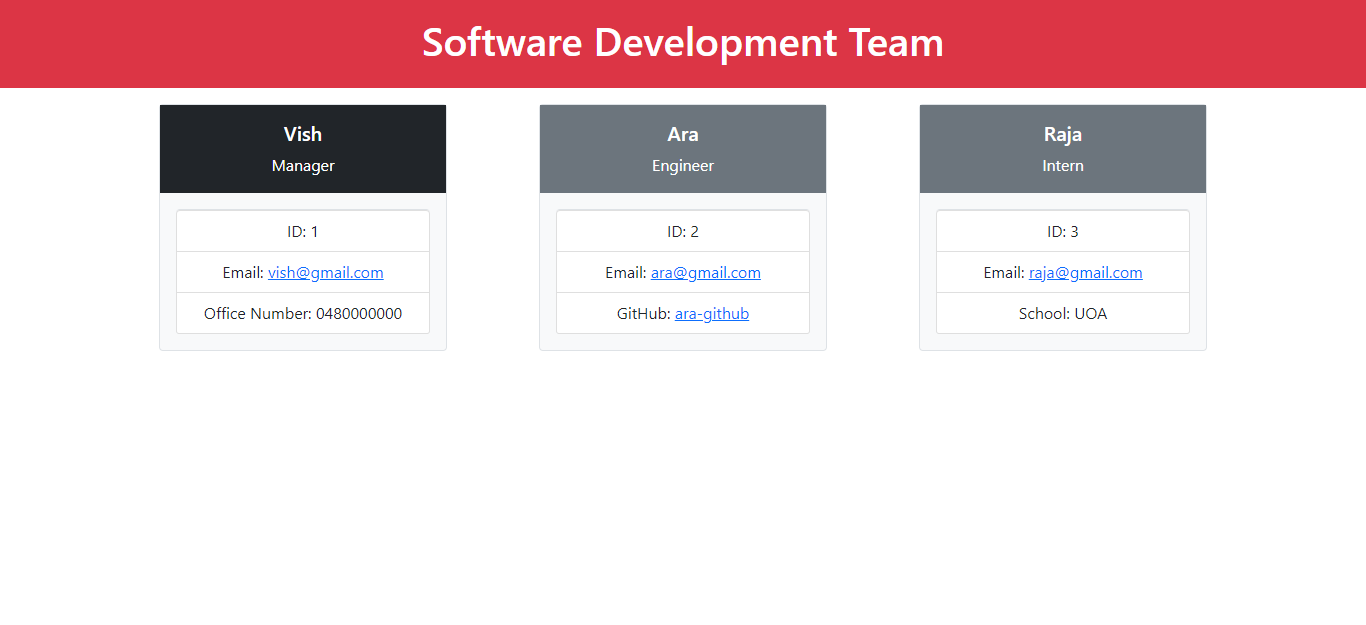 Software Development Team
Vish
Manager
ID: 1
Email: vish@gmail.com
Office Number: 0480000000
Ara
Engineer
ID: 2
Email: ara@gmail.com
GitHub: ara-github
Raja
Intern
ID: 3
Email: raja@gmail.com
School: UOA